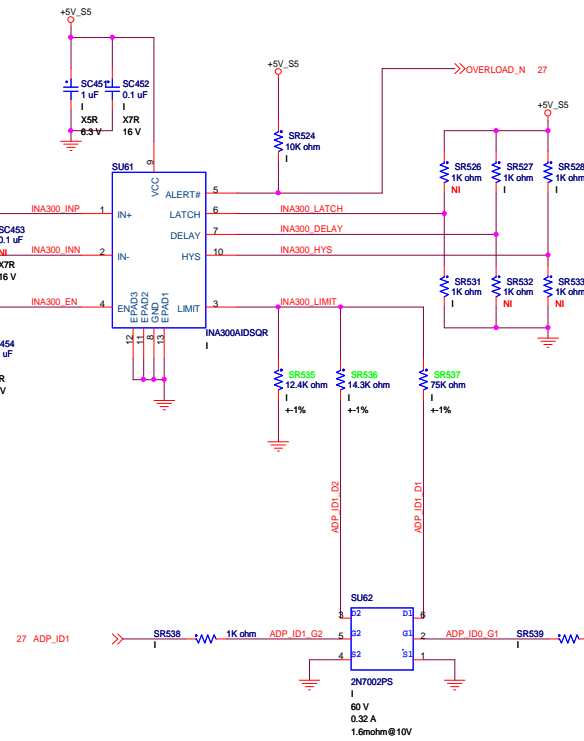 +5V_S5
SC451
1 uF
I
X5R
6.3 V
SC452
0.1 uF
I
X7R
16 V
+5V_S5
SR524
10K ohm
I
OVERLOAD_N 27
+5V_S5
SR526
1K ohm
NI
SR527
1K ohm
I
SR528
1K ohm
I
SU61
9
VCC
ALERT#
5
INA300_INP
1
IN+
LATCH
6
INA300_LATCH
DELAY
7
INA300_DELAY
INA300_INN
2
IN-
HYS
10
INA300_HYS
SC453
0.1 uF
NI
X7R
16 V
INA300_EN
4
EN
EPAD3
EPAD2
GND
EPAD1
LIMIT
3
INA300_LIMIT
12
11
8
13
INA300AIDSQR
I
SR531
1K ohm
I
SR532
1K ohm
NI
SR533
1K ohm
NI
454
uF
R
V
SR535
12.4K ohm
I
+-1%
SR536
14.3K ohm
I
+-1%
SR537
75K ohm
I
+-1%
ADP_ID1_D2
ADP_ID1_D1
SU62
3
D2
D1
6
27 ADP_ID1
SR538
I
1K ohm
ADP_ID1_G2
5
G2
G1
2
ADP_ID0_G1
SR539
I
4
S2
S1
1
2N7002PS
I
60 V
0.32 A
1.6mohm@10V